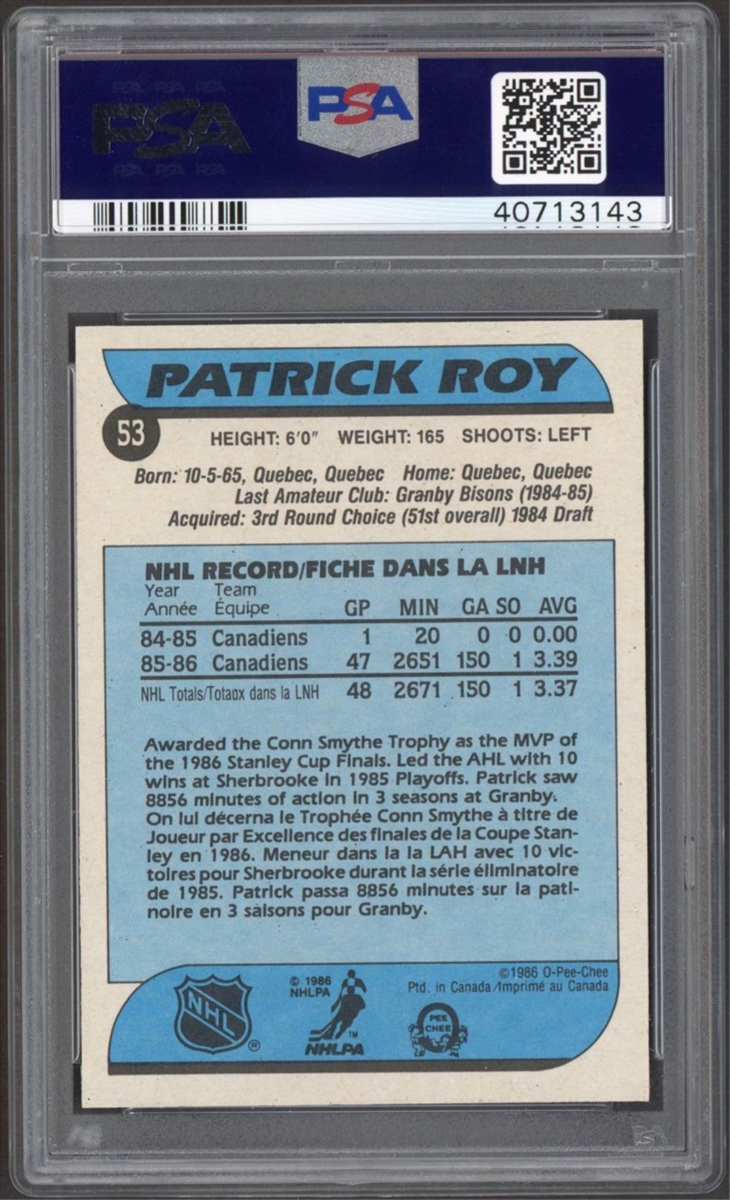 PSA PSA PSA
PSA
PSA PSA PSA
PSA
40713143
PATRICK ROY
53
HEIGHT: 6'0" WEIGHT: 165 SHOOTS: LEFT
Born: 10-5-65, Quebec, Quebec Home: Quebec, Quebec
Last Amateur Club: Granby Bisons (1984-85)
Acquired: 3rd Round Choice (51st overall) 1984 Draft
NHL RECORD/FICHE DANS LA LNH
Year Team
Année Équipe GP MIN GA SO AVG
84-85 Canadiens 1 20 0 0 0.00
85-86 Canadiens 47 2651 150 1 3.39
NHL Totals/Totaox dans la LNH 48 2671 150 1 3.37
Awarded the Conn Smythe Trophy as the MVP of
the 1986 Stanley Cup Finals. Led the AHL with 10
wins at Sherbrooke in 1985 Playoffs. Patrick saw
8856 minutes of action in 3 seasons at Granby.
On lui décerna le Trophée Conn Smythe à titre de
Joueur par Excellence des finales de la Coupe Stan-
ley en 1986. Meneur dans la la LAH avec 10 vic-
toires pour Sherbrooke durant la série éliminatoire
de 1985. Patrick passa 8856 minutes sur la pati-
noire en 3 saisons pour Granby.
NHL
®
© 1986
NHLPA
TM
NHLPA
©1986 O-Pee-Chee
Ptd. in Canada/Imprimé au Canada
PEE
CHEE